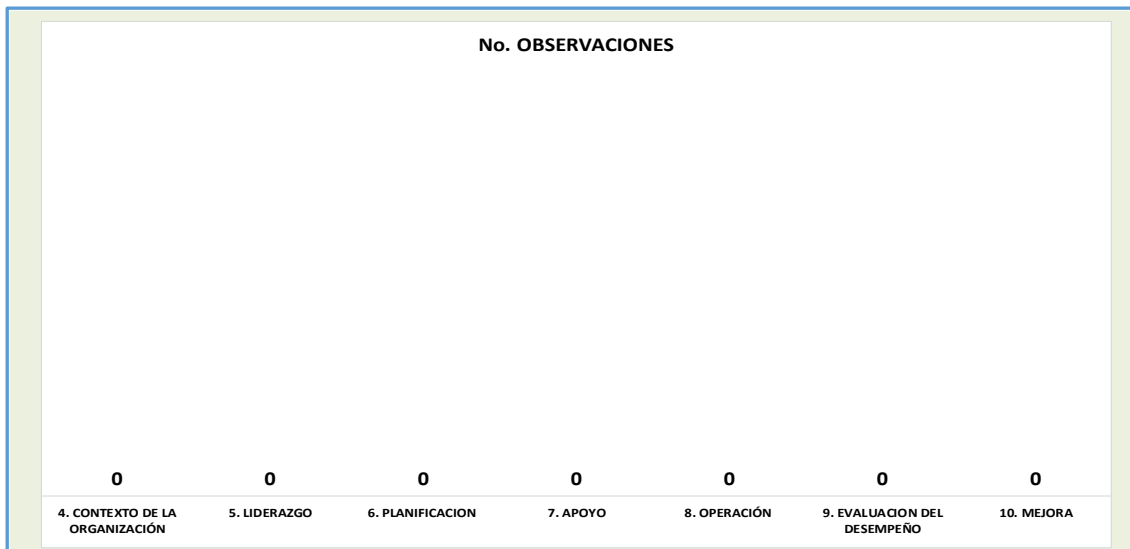 No. OBSERVACIONES
0 0 0 0 0 0 0
4. CONTEXTO DE LA ORGANIZACIÓN
5. LIDERAZGO
6. PLANIFICACION
7. APOYO
8. OPERACIÓN
9. EVALUACION DEL DESEMPEÑO
10. MEJORA